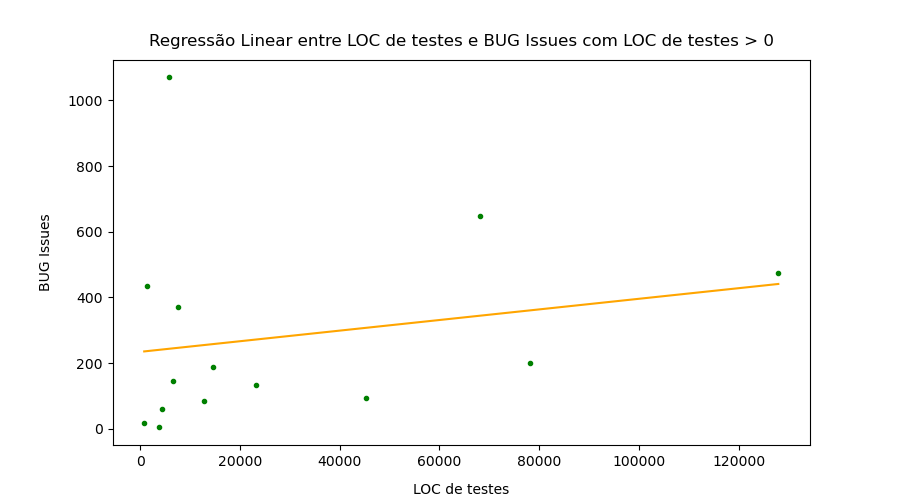 Regressão Linear entre LOC de testes e BUG Issues com LOC de testes > 0
1000
800
600
400
200
0
BUG Issues
0 20000 40000 60000 80000 100000 120000
LOC de testes